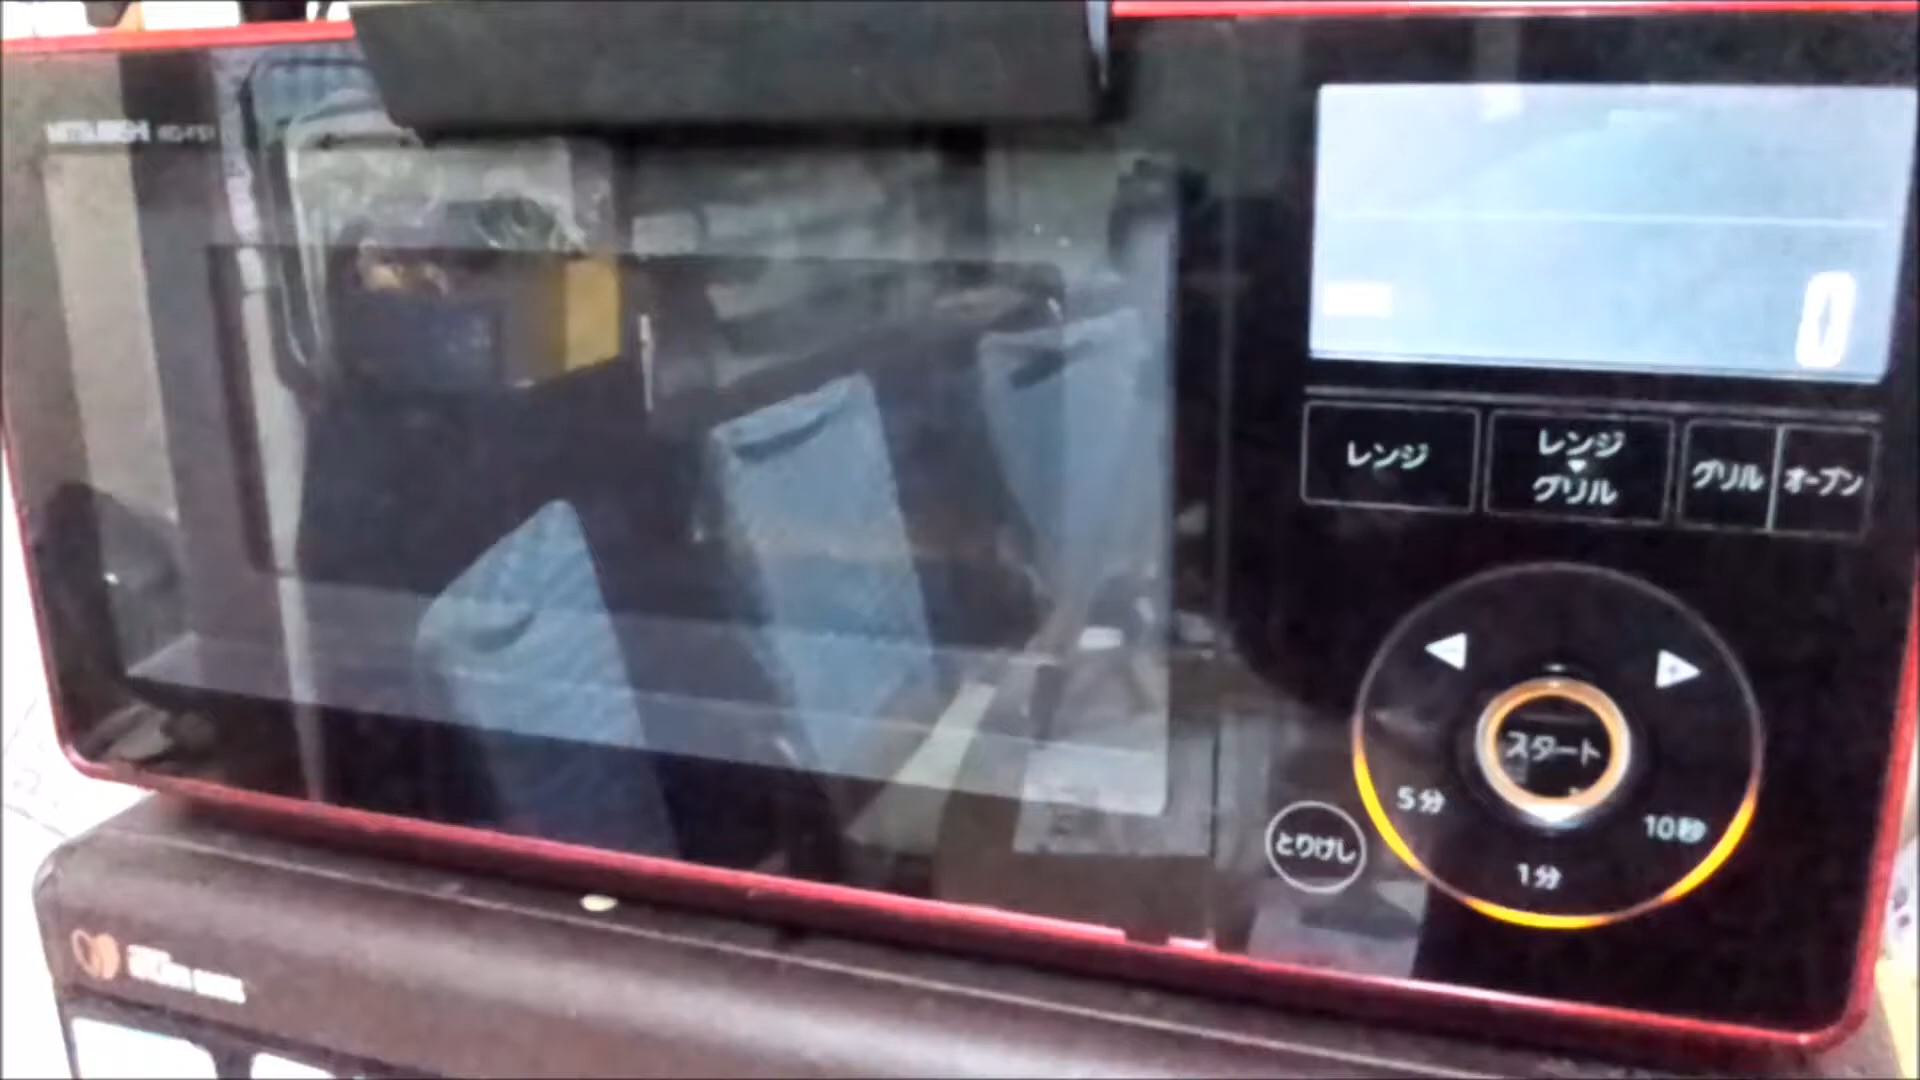 MITSUBISHI
0
レンジ
レンジ
グリル
グリル
オーブン
スタート
5分
10秒
1分
とりけし